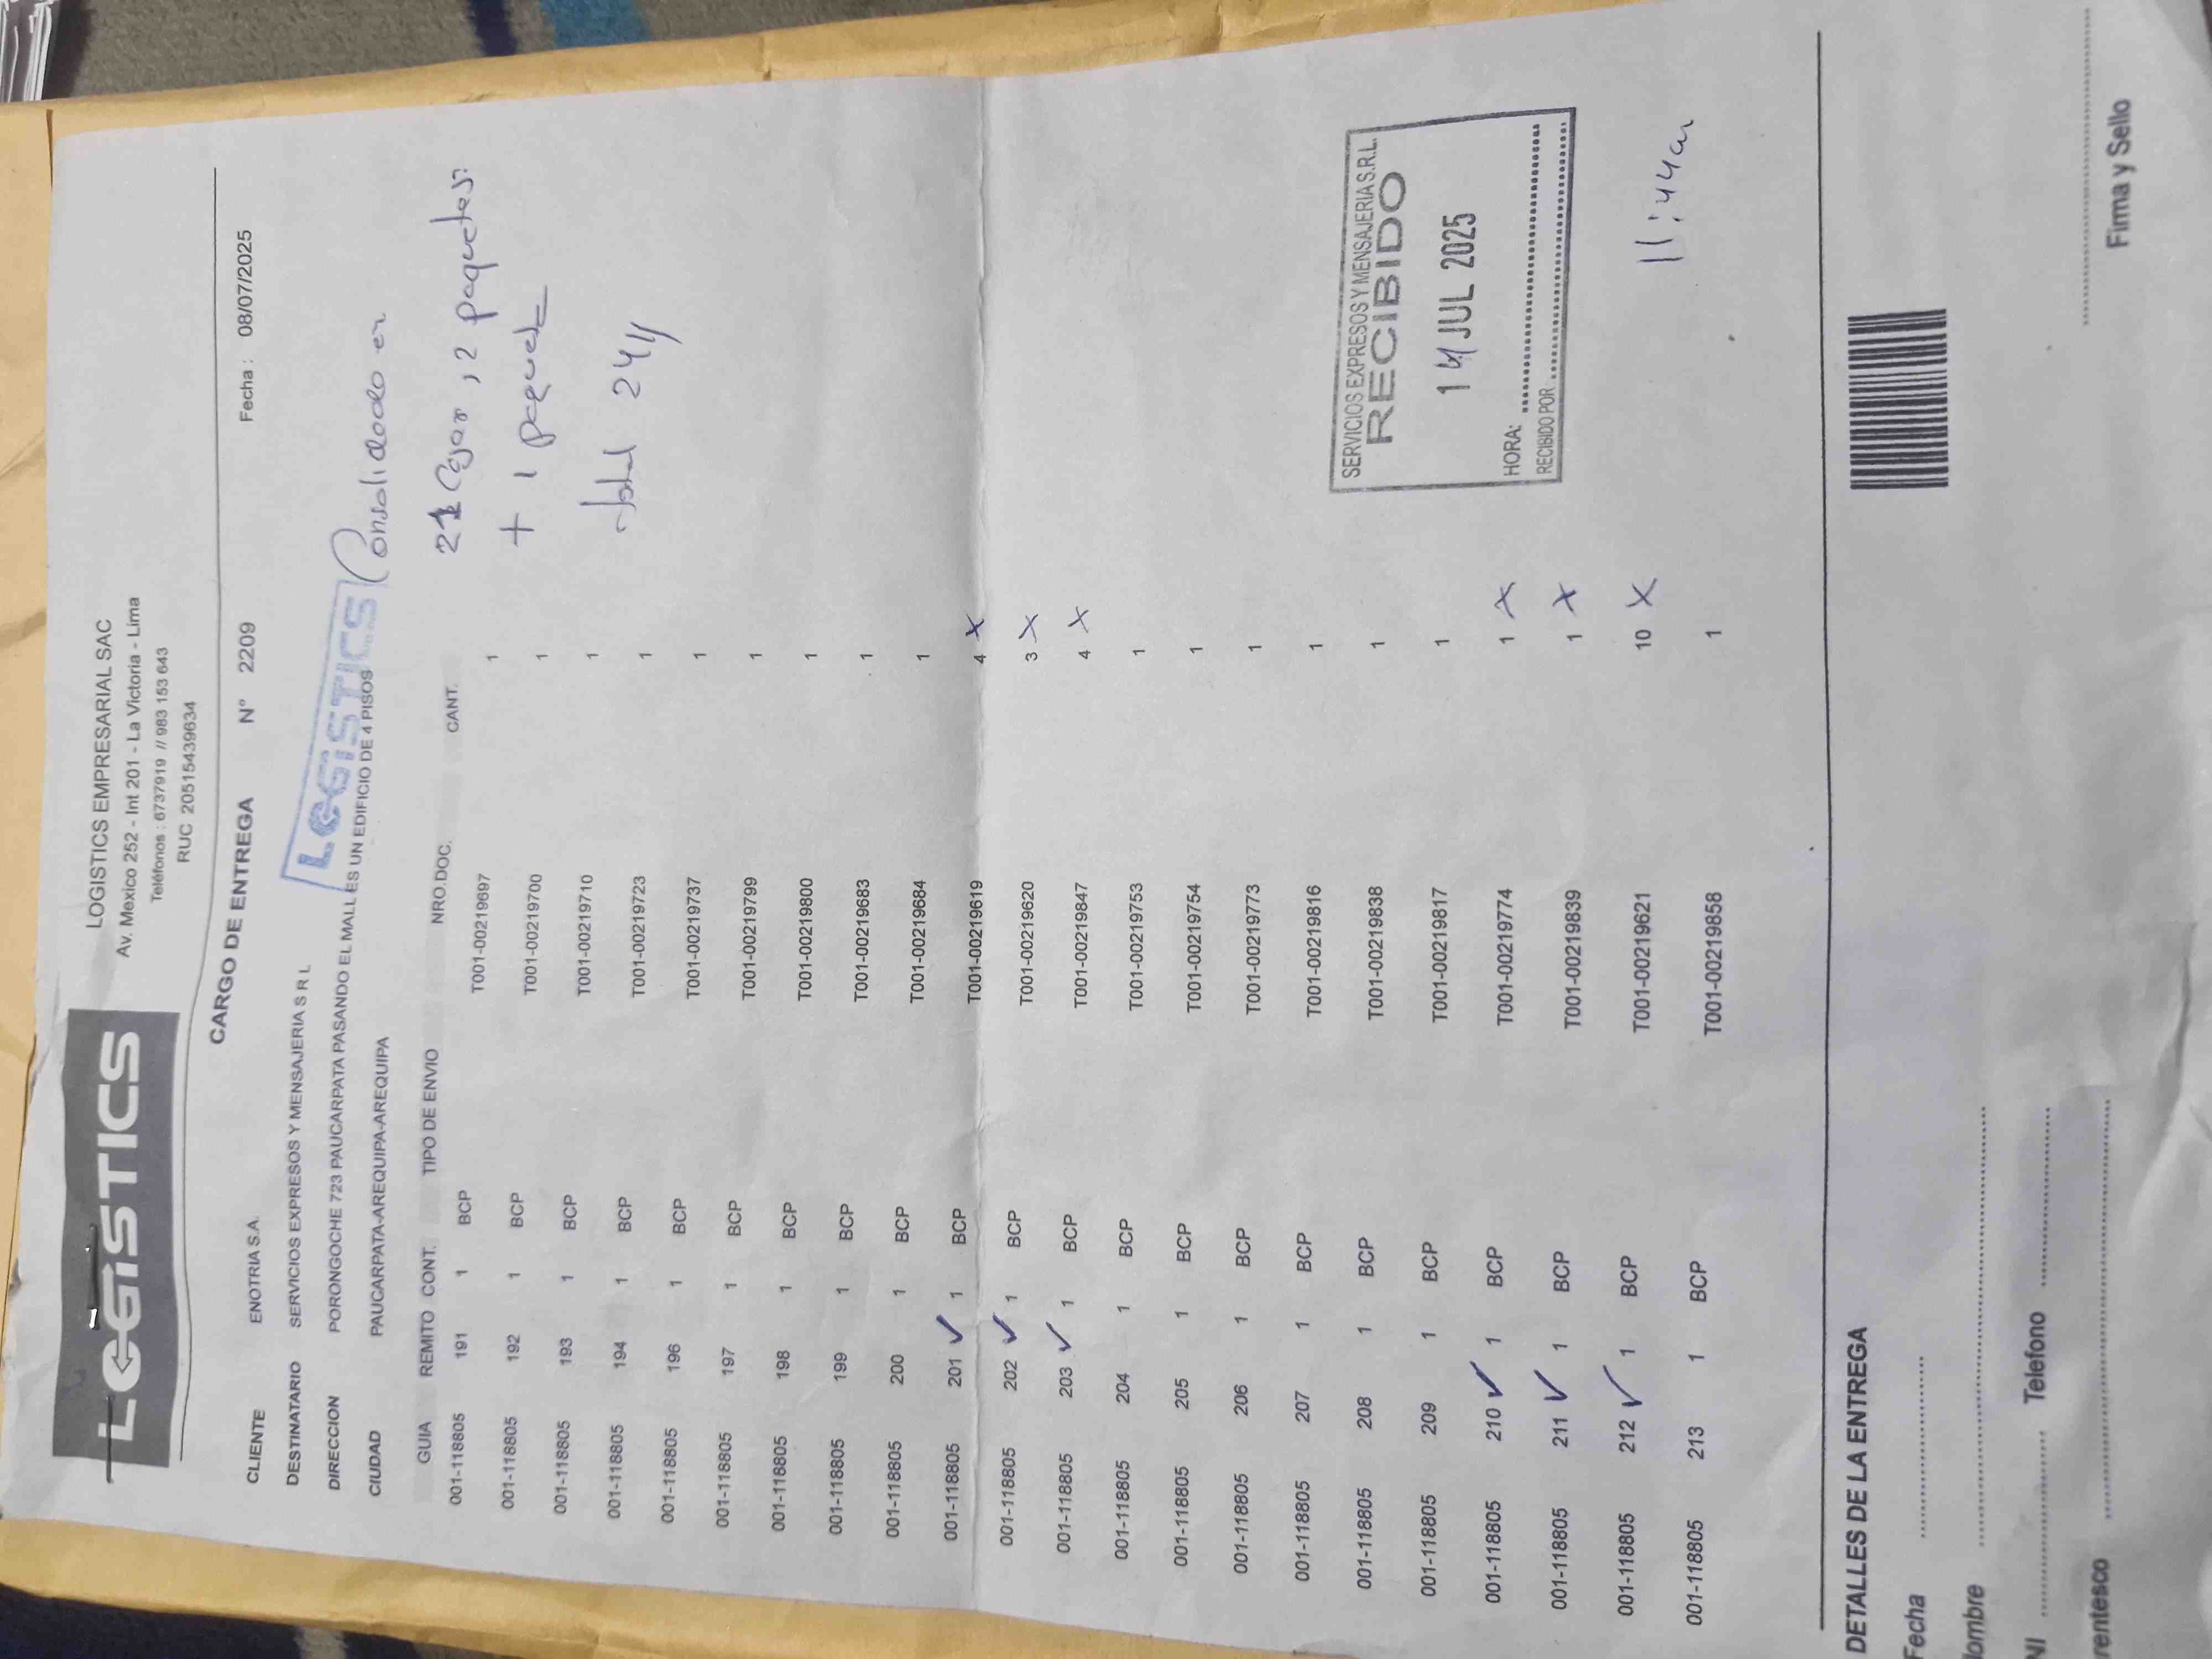 LOGISTICS
LOGISTICS EMPRESARIAL SAC
Av. Mexico 252 - Int 201 - La Victoria - Lima
Teléfonos : 6737919 // 983 153 643
RUC 20515439634
CARGO DE ENTREGA N° 2209 Fecha : 08/07/2025
CLIENTE ENOTRIA S.A.
DESTINATARIO SERVICIOS EXPRESOS Y MENSAJERIA S R L
DIRECCION PORONGOCHE 723 PAUCARPATA PASANDO EL MALL ES UN EDIFICIO DE 4 PISOS
CIUDAD PAUCARPATA-AREQUIPA-AREQUIPA
LOGISTICS
Consolidado en
21 Cajas, 2 paquetes
+ 1 paquete
total 24
GUIA REMITO CONT. TIPO DE ENVIO NRO.DOC. CANT.
001-118805 191 1 BCP T001-00219697 1
001-118805 192 1 BCP T001-00219700 1
001-118805 193 1 BCP T001-00219710 1
001-118805 194 1 BCP T001-00219723 1
001-118805 196 1 BCP T001-00219737 1
001-118805 197 1 BCP T001-00219799 1
001-118805 198 1 BCP T001-00219800 1
001-118805 199 1 BCP T001-00219683 1
001-118805 200 1 BCP T001-00219684 1
001-118805 201 ✓ 1 BCP T001-00219619 4 X
001-118805 202 ✓ 1 BCP T001-00219620 3 X
001-118805 203 ✓ 1 BCP T001-00219847 4 X
001-118805 204 1 BCP T001-00219753 1
001-118805 205 1 BCP T001-00219754 1
001-118805 206 1 BCP T001-00219773 1
001-118805 207 1 BCP T001-00219816 1
001-118805 208 1 BCP T001-00219838 1
001-118805 209 1 BCP T001-00219817 1
001-118805 210 ✓ 1 BCP T001-00219774 1 X
001-118805 211 ✓ 1 BCP T001-00219839 1 X
001-118805 212 ✓ 1 BCP T001-00219621 10 X
001-118805 213 1 BCP T001-00219858 1
SERVICIOS EXPRESOS Y MENSAJERIA S.R.L.
RECIBIDO
14 JUL 2025
HORA:
RECIBIDO POR
11:44am
DETALLES DE LA ENTREGA
Fecha
ombre
NI Telefono
rentesco Firma y Sello